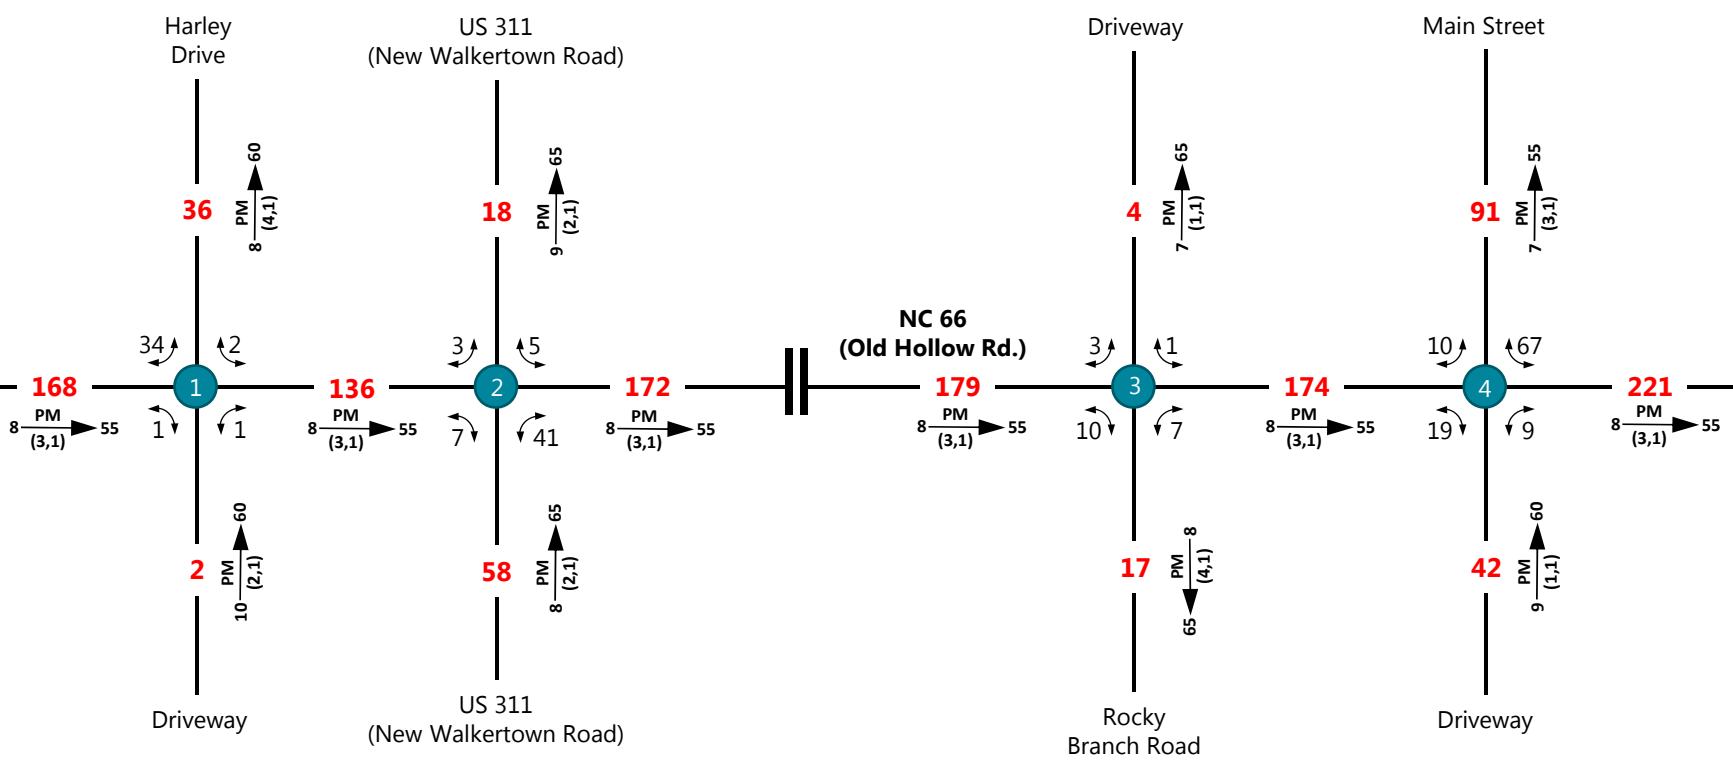 Harley
Drive
US 311
(New Walkertown Road)
Driveway
Main Street
36
PM
8 60
(4,1)
18
PM
9 65
(2,1)
4
PM
7 65
(1,1)
91
PM
7 55
(3,1)
NC 66
(Old Hollow Rd.)
34 2
3 5
3 1
10 67
168 1 136 2 172 179 3 174 4 221
PM
8 55
(3,1)
PM
8 55
(3,1)
PM
8 55
(3,1)
PM
8 55
(3,1)
PM
8 55
(3,1)
PM
8 55
(3,1)
1 1
7 41
10 7
19 9
2
PM
10 60
(2,1)
58
PM
8 65
(2,1)
17
PM
8 65
(4,1)
42
PM
9 60
(1,1)
Driveway
US 311
(New Walkertown Road)
Rocky
Branch Road
Driveway